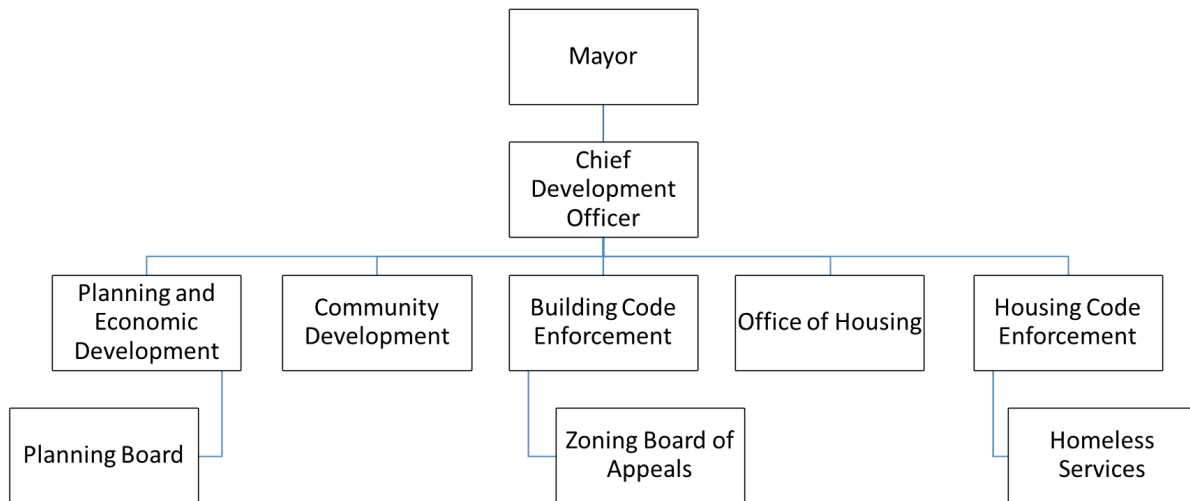 Mayor
Chief
Development
Officer
Planning and
Economic
Development
Community
Development
Building Code
Enforcement
Office of Housing
Housing Code
Enforcement
Planning Board
Zoning Board of
Appeals
Homeless
Services